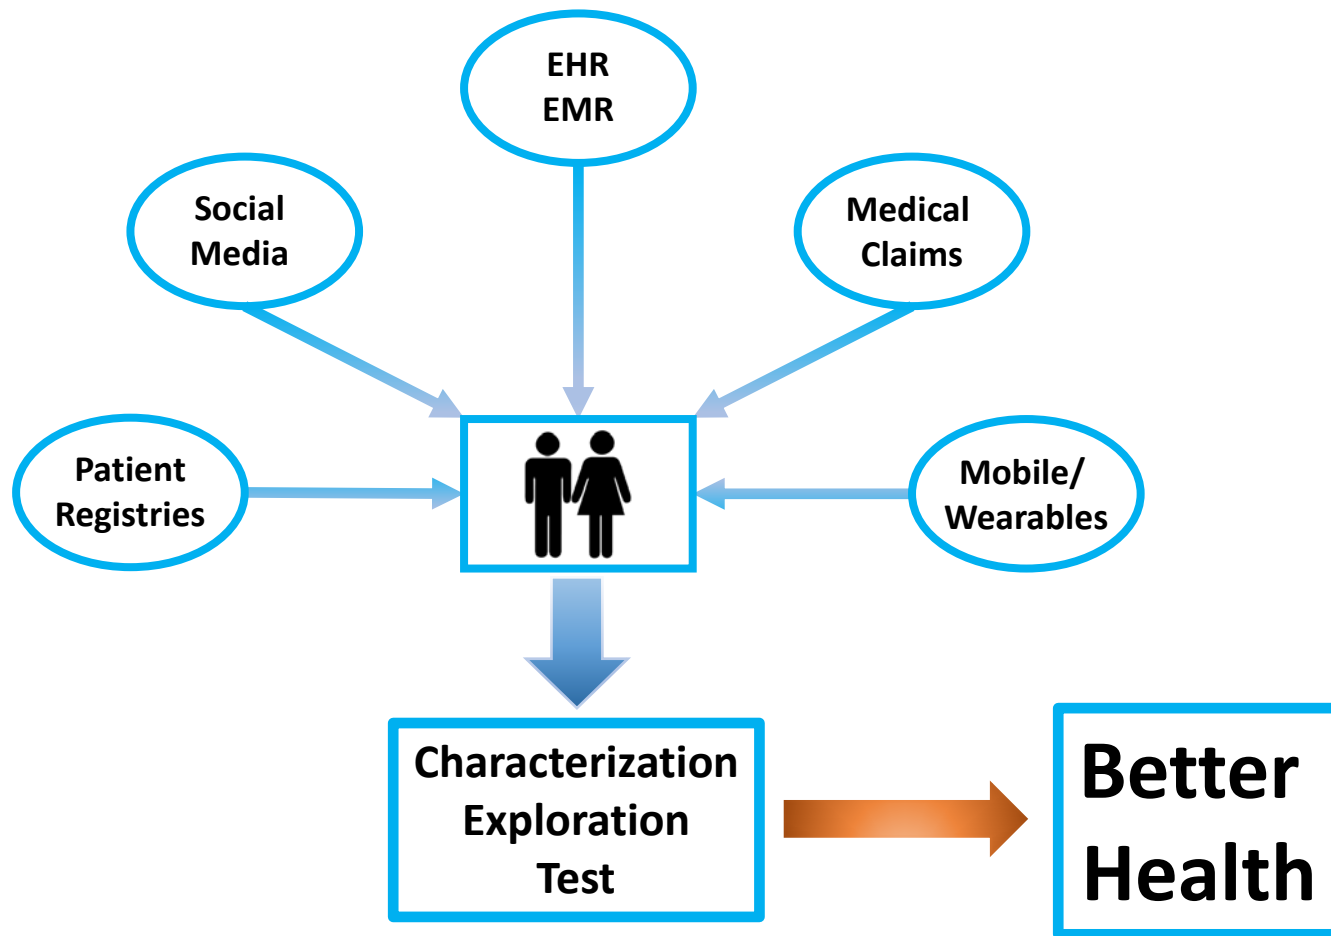 EHR
EMR
Social
Media
Medical
Claims
Patient
Registries
Mobile/
Wearables
Characterization
Exploration
Test
Better
Health